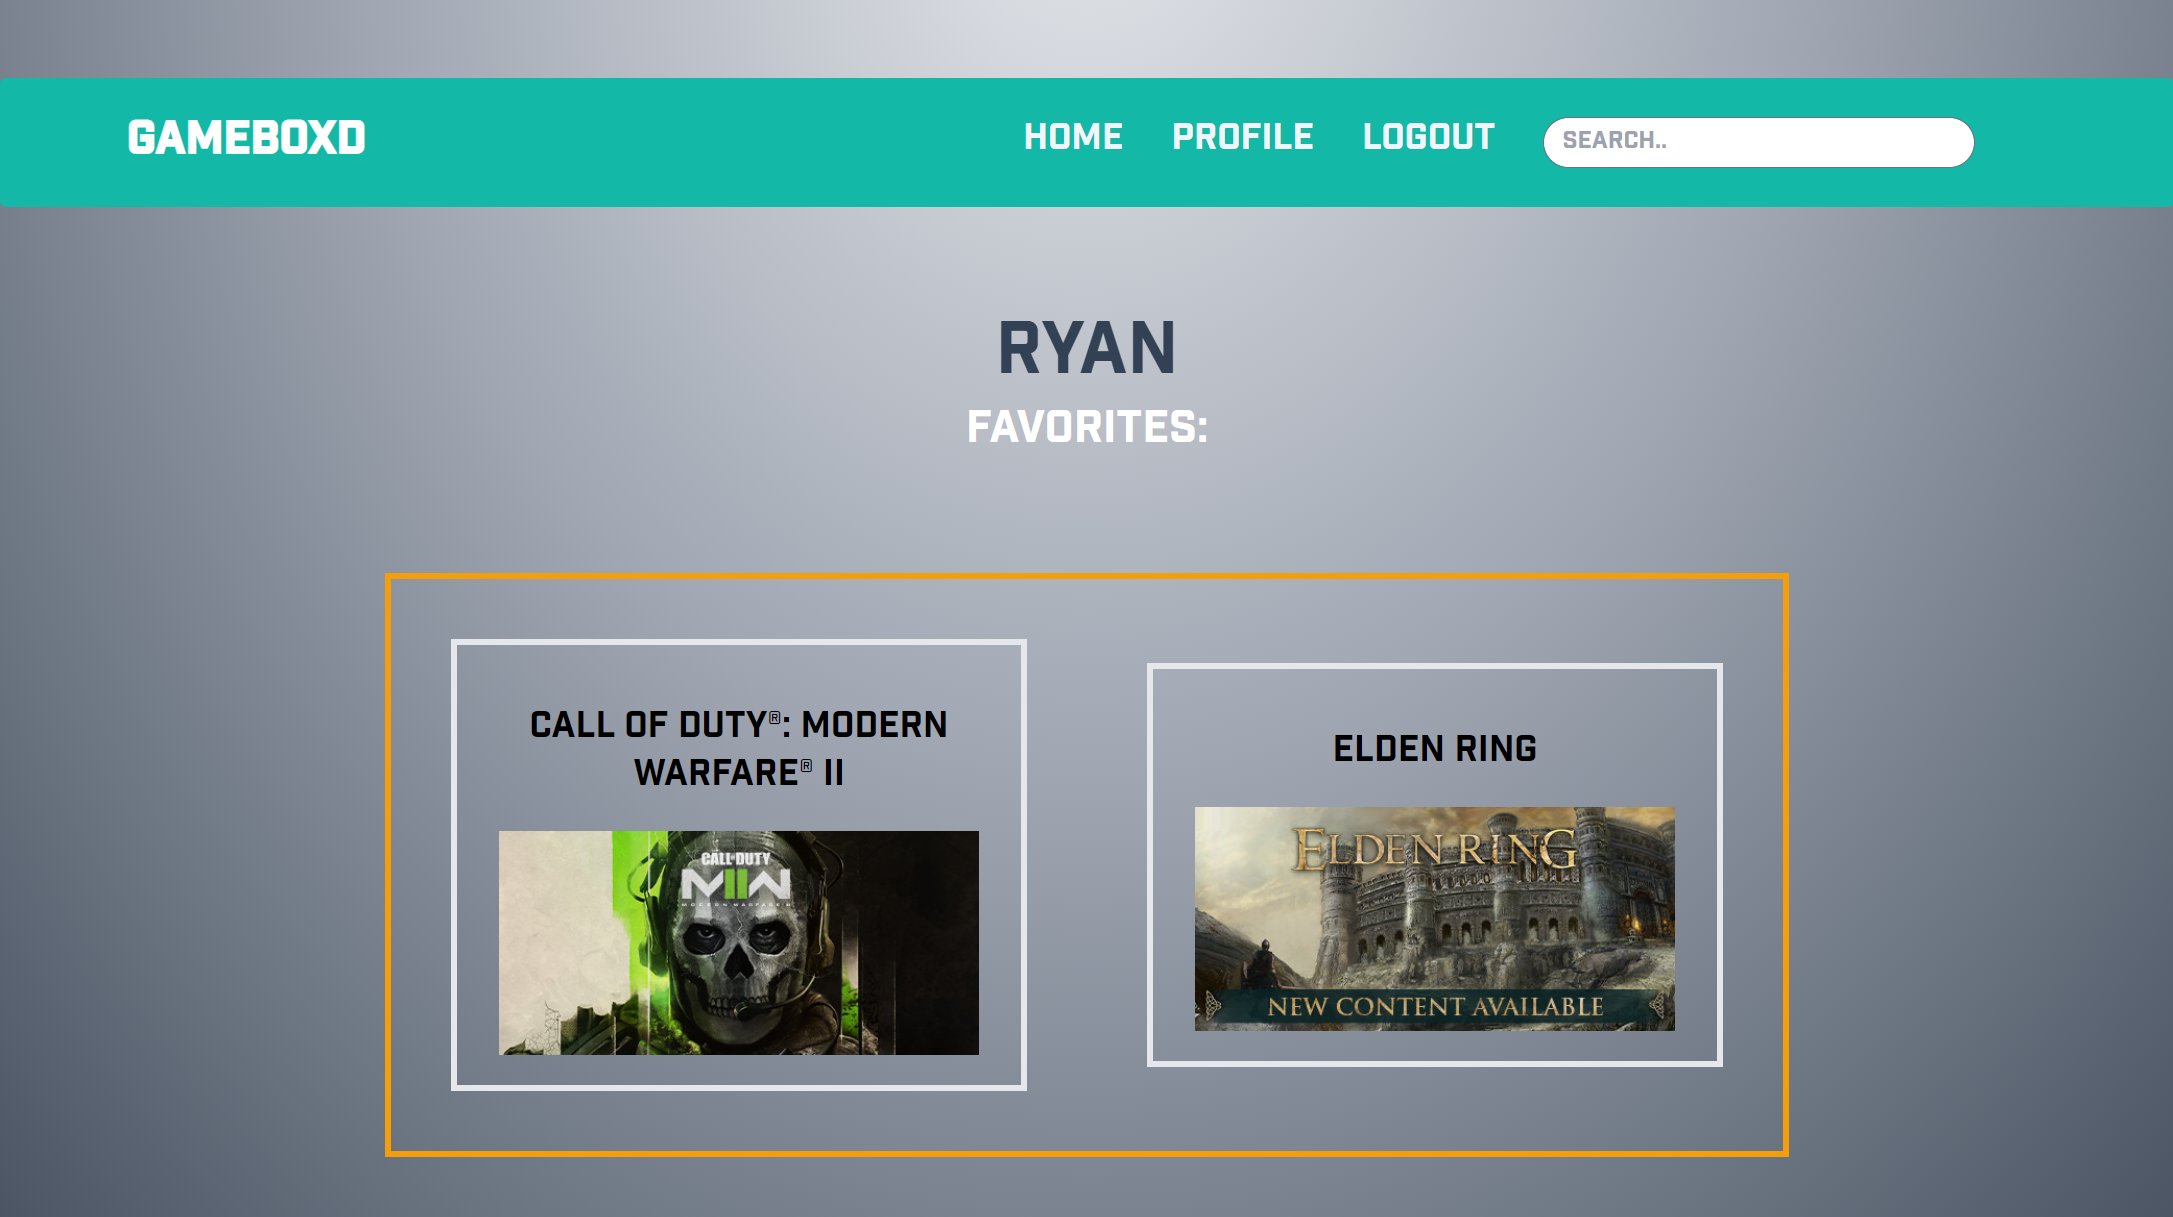 GAMEBOXD
HOME
PROFILE
LOGOUT
SEARCH..
RYAN
FAVORITES:
CALL OF DUTY®: MODERN
WARFARE® II
CALL OF DUTY
MIIW
MODERN WARFARE II
ELDEN RING
ELDEN RING
NEW CONTENT AVAILABLE